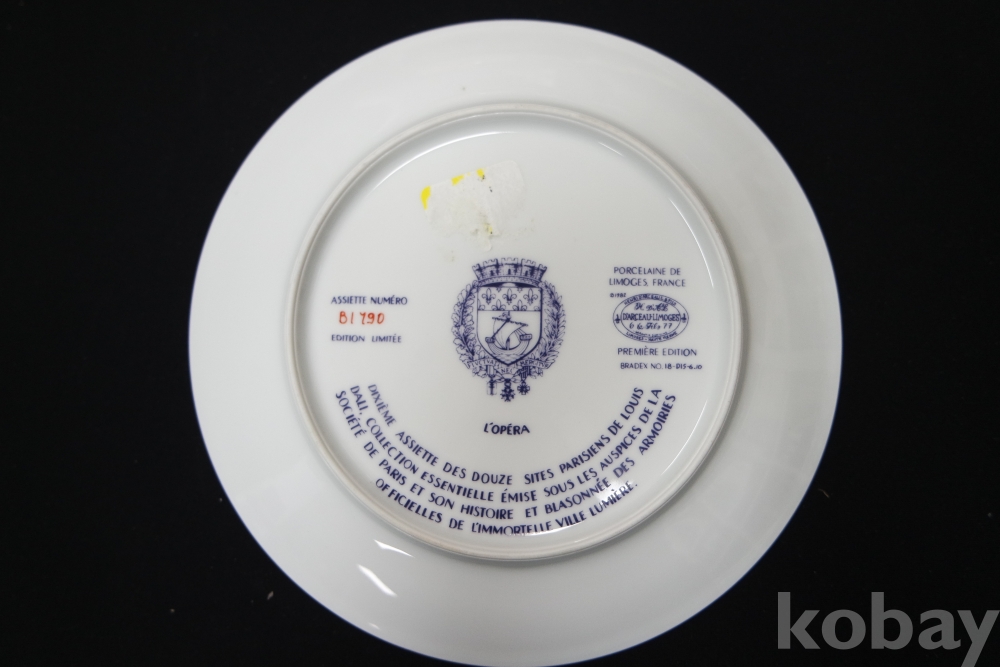 ASSIETTE NUMÉRO
BI 790
EDITION LIMITÉE
PORCELAINE DE
LIMOGES, FRANCE
D'ARCEAU-LIMOGES
PREMIÈRE EDITION
BRADEX NO. 18-D15-6.10
L'OPÉRA
DIXIÈME ASSIETTE DES DOUZE SITES PARISIENS DE LOUIS
DALI, COLLECTION ESSENTIELLE ÉMISE SOUS LES AUSPICES DE LA
SOCIÉTÉ DE PARIS ET SON HISTOIRE ET BLASONNÉE DES ARMOIRIES
OFFICIELLES DE L'IMMORTELLE VILLE LUMIÈRE.
kobay